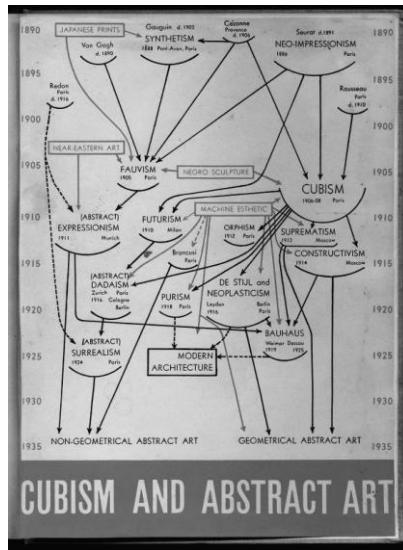 1890
JAPANESE PRINTS
Gauguin d. 1903
Cézanne
Provence
d. 1906
Seurat d. 1891
1890
Van Gogh
d. 1890
SYNTHETISM
1888 Pont-Aven, Paris
NEO-IMPRESSIONISM
1886 Paris
1895
1895
Redon
Paris
d. 1916
Rousseau
Paris
d. 1910
1900
1900
NEAR-EASTERN ART
1905
FAUVISM
1905 Paris
NEGRO SCULPTURE
1905
CUBISM
1906-08 Paris
MACHINE ESTHETIC
1910
(ABSTRACT)
EXPRESSIONISM
1911 Munich
FUTURISM
1910 Milan
ORPHISM
1912 Paris
SUPREMATISM
1913 Moscow
1910
Brancusi
Paris
CONSTRUCTIVISM
1914 Moscow
1915
1915
(ABSTRACT)
DADAISM
Zurich Paris
1916 Cologne
Berlin
PURISM
1918 Paris
DE STIJL and
NEOPLASTICISM
Leyden Berlin
1916 Paris
1920
1920
BAUHAUS
Weimar Dessau
1919 1925
1925
(ABSTRACT)
SURREALISM
1924 Paris
MODERN
ARCHITECTURE
1925
1930
1930
1935
NON-GEOMETRICAL ABSTRACT ART
GEOMETRICAL ABSTRACT ART
1935
CUBISM AND ABSTRACT ART